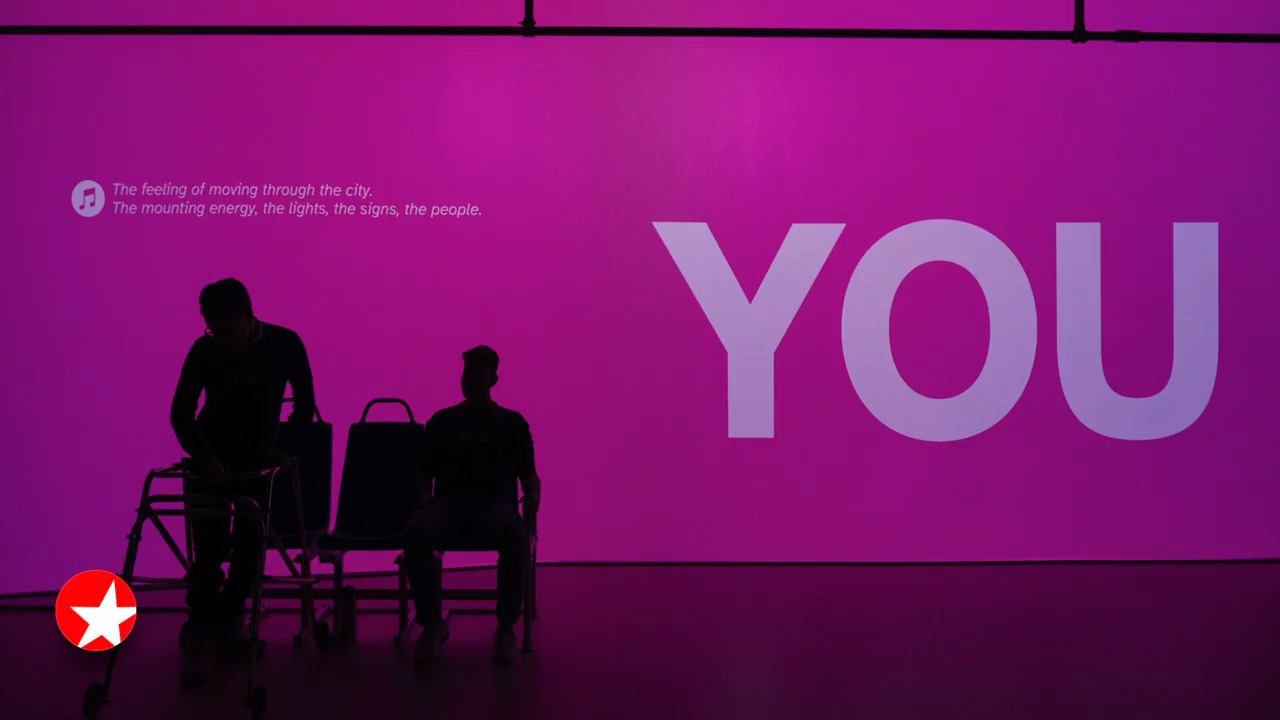 The feeling of moving through the city.
The mounting energy, the lights, the signs, the people.
YOU